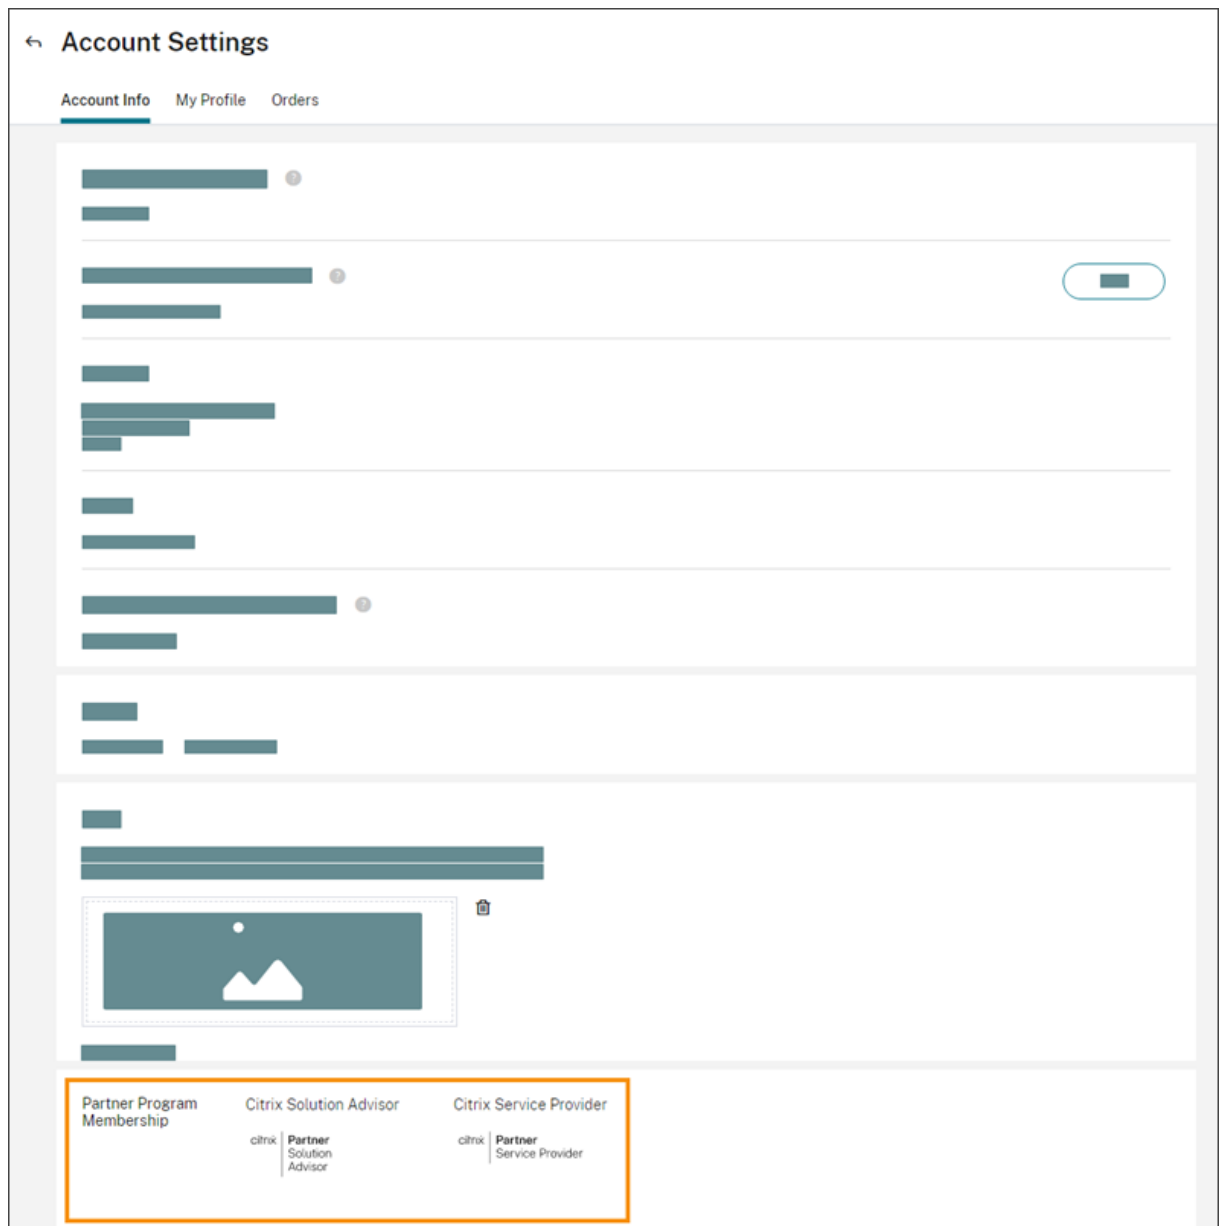 Account Settings
Account Info My Profile Orders
?
?
?
Partner Program
Membership
Citrix Solution Advisor
citrix Partner
Solution
Advisor
Citrix Service Provider
citrix Partner
Service Provider